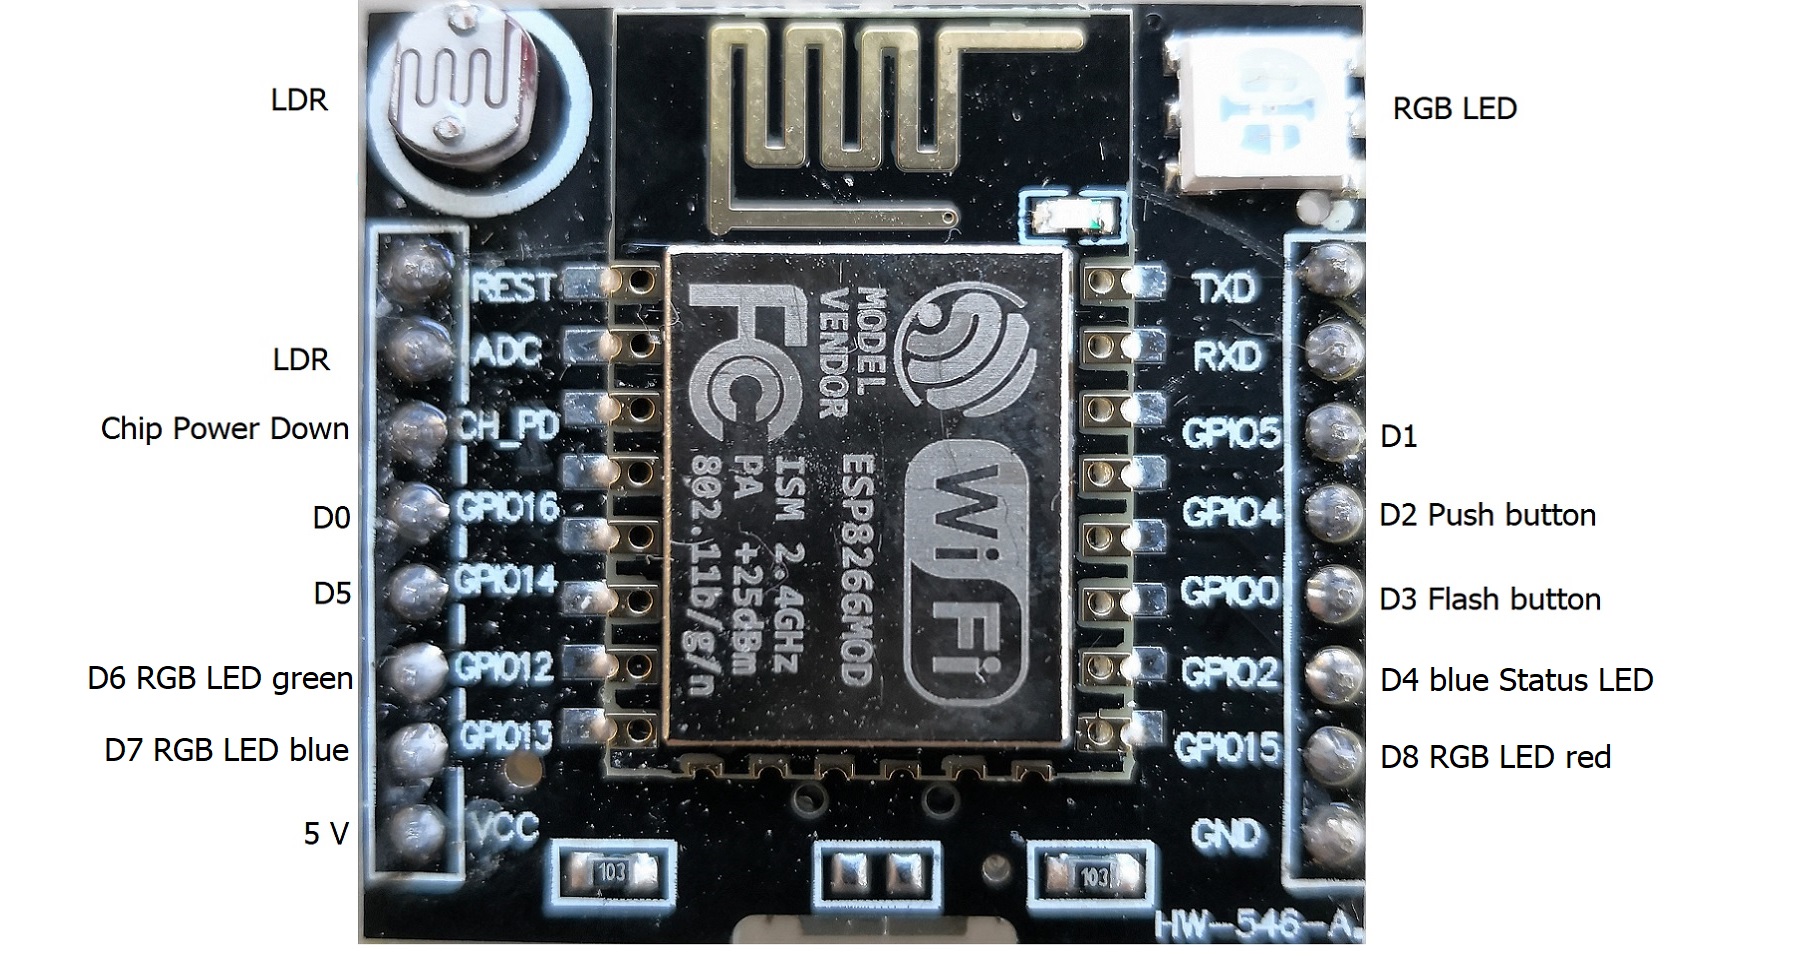 LDR
RGB LED
REST
TXD
LDR
ADC
RXD
Chip Power Down
CH_PD
GPIO5
D1
D0
GPIO16
GPIO4
D2 Push button
D5
GPIO14
GPIO0
D3 Flash button
D6 RGB LED green
GPIO12
GPIO2
D4 blue Status LED
D7 RGB LED blue
GPIO13
GPIO15
D8 RGB LED red
5 V
VCC
GND
FC
MODEL
VENDOR
ESP8266MOD
ISM 2.4GHz
PA +25dBm
802.11b/g/n
WiFi
103
103
HW-546-A